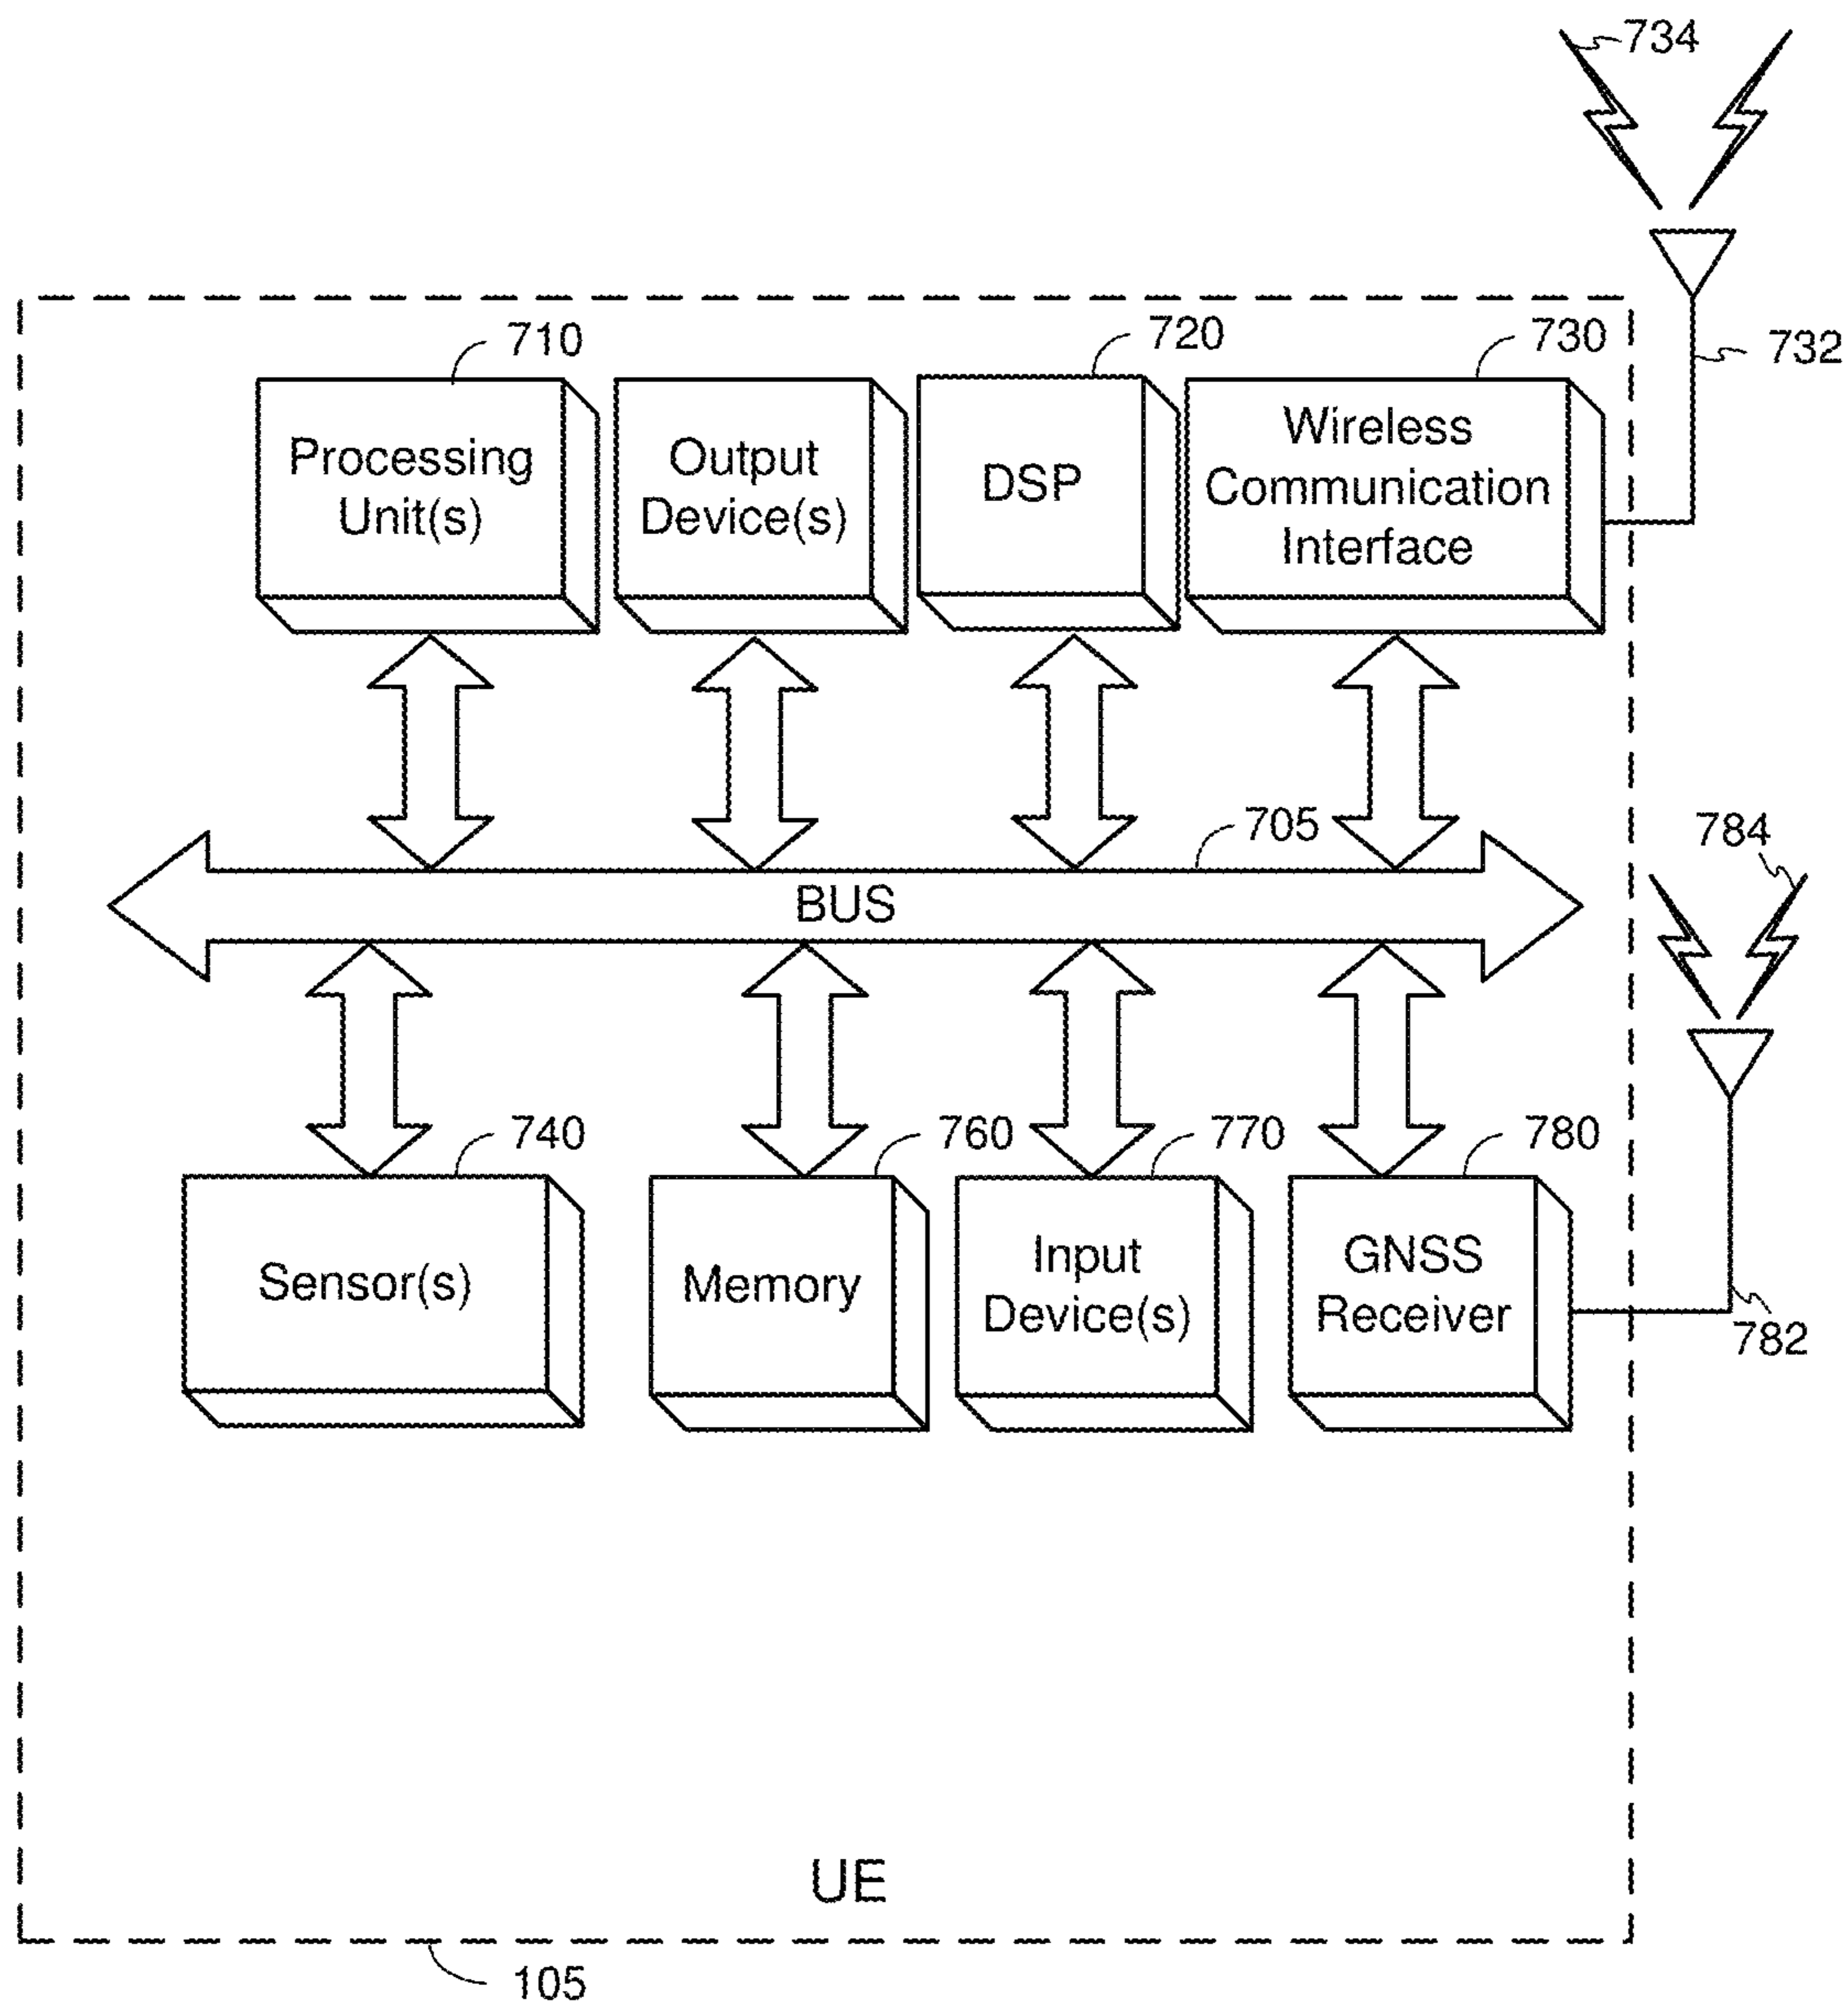 734
710
720
730
732
Processing
Unit(s)
Output
Device(s)
DSP
Wireless
Communication
Interface
705
784
BUS
740
760
770
780
Sensor(s)
Memory
Input
Device(s)
GNSS
Receiver
782
UE
105